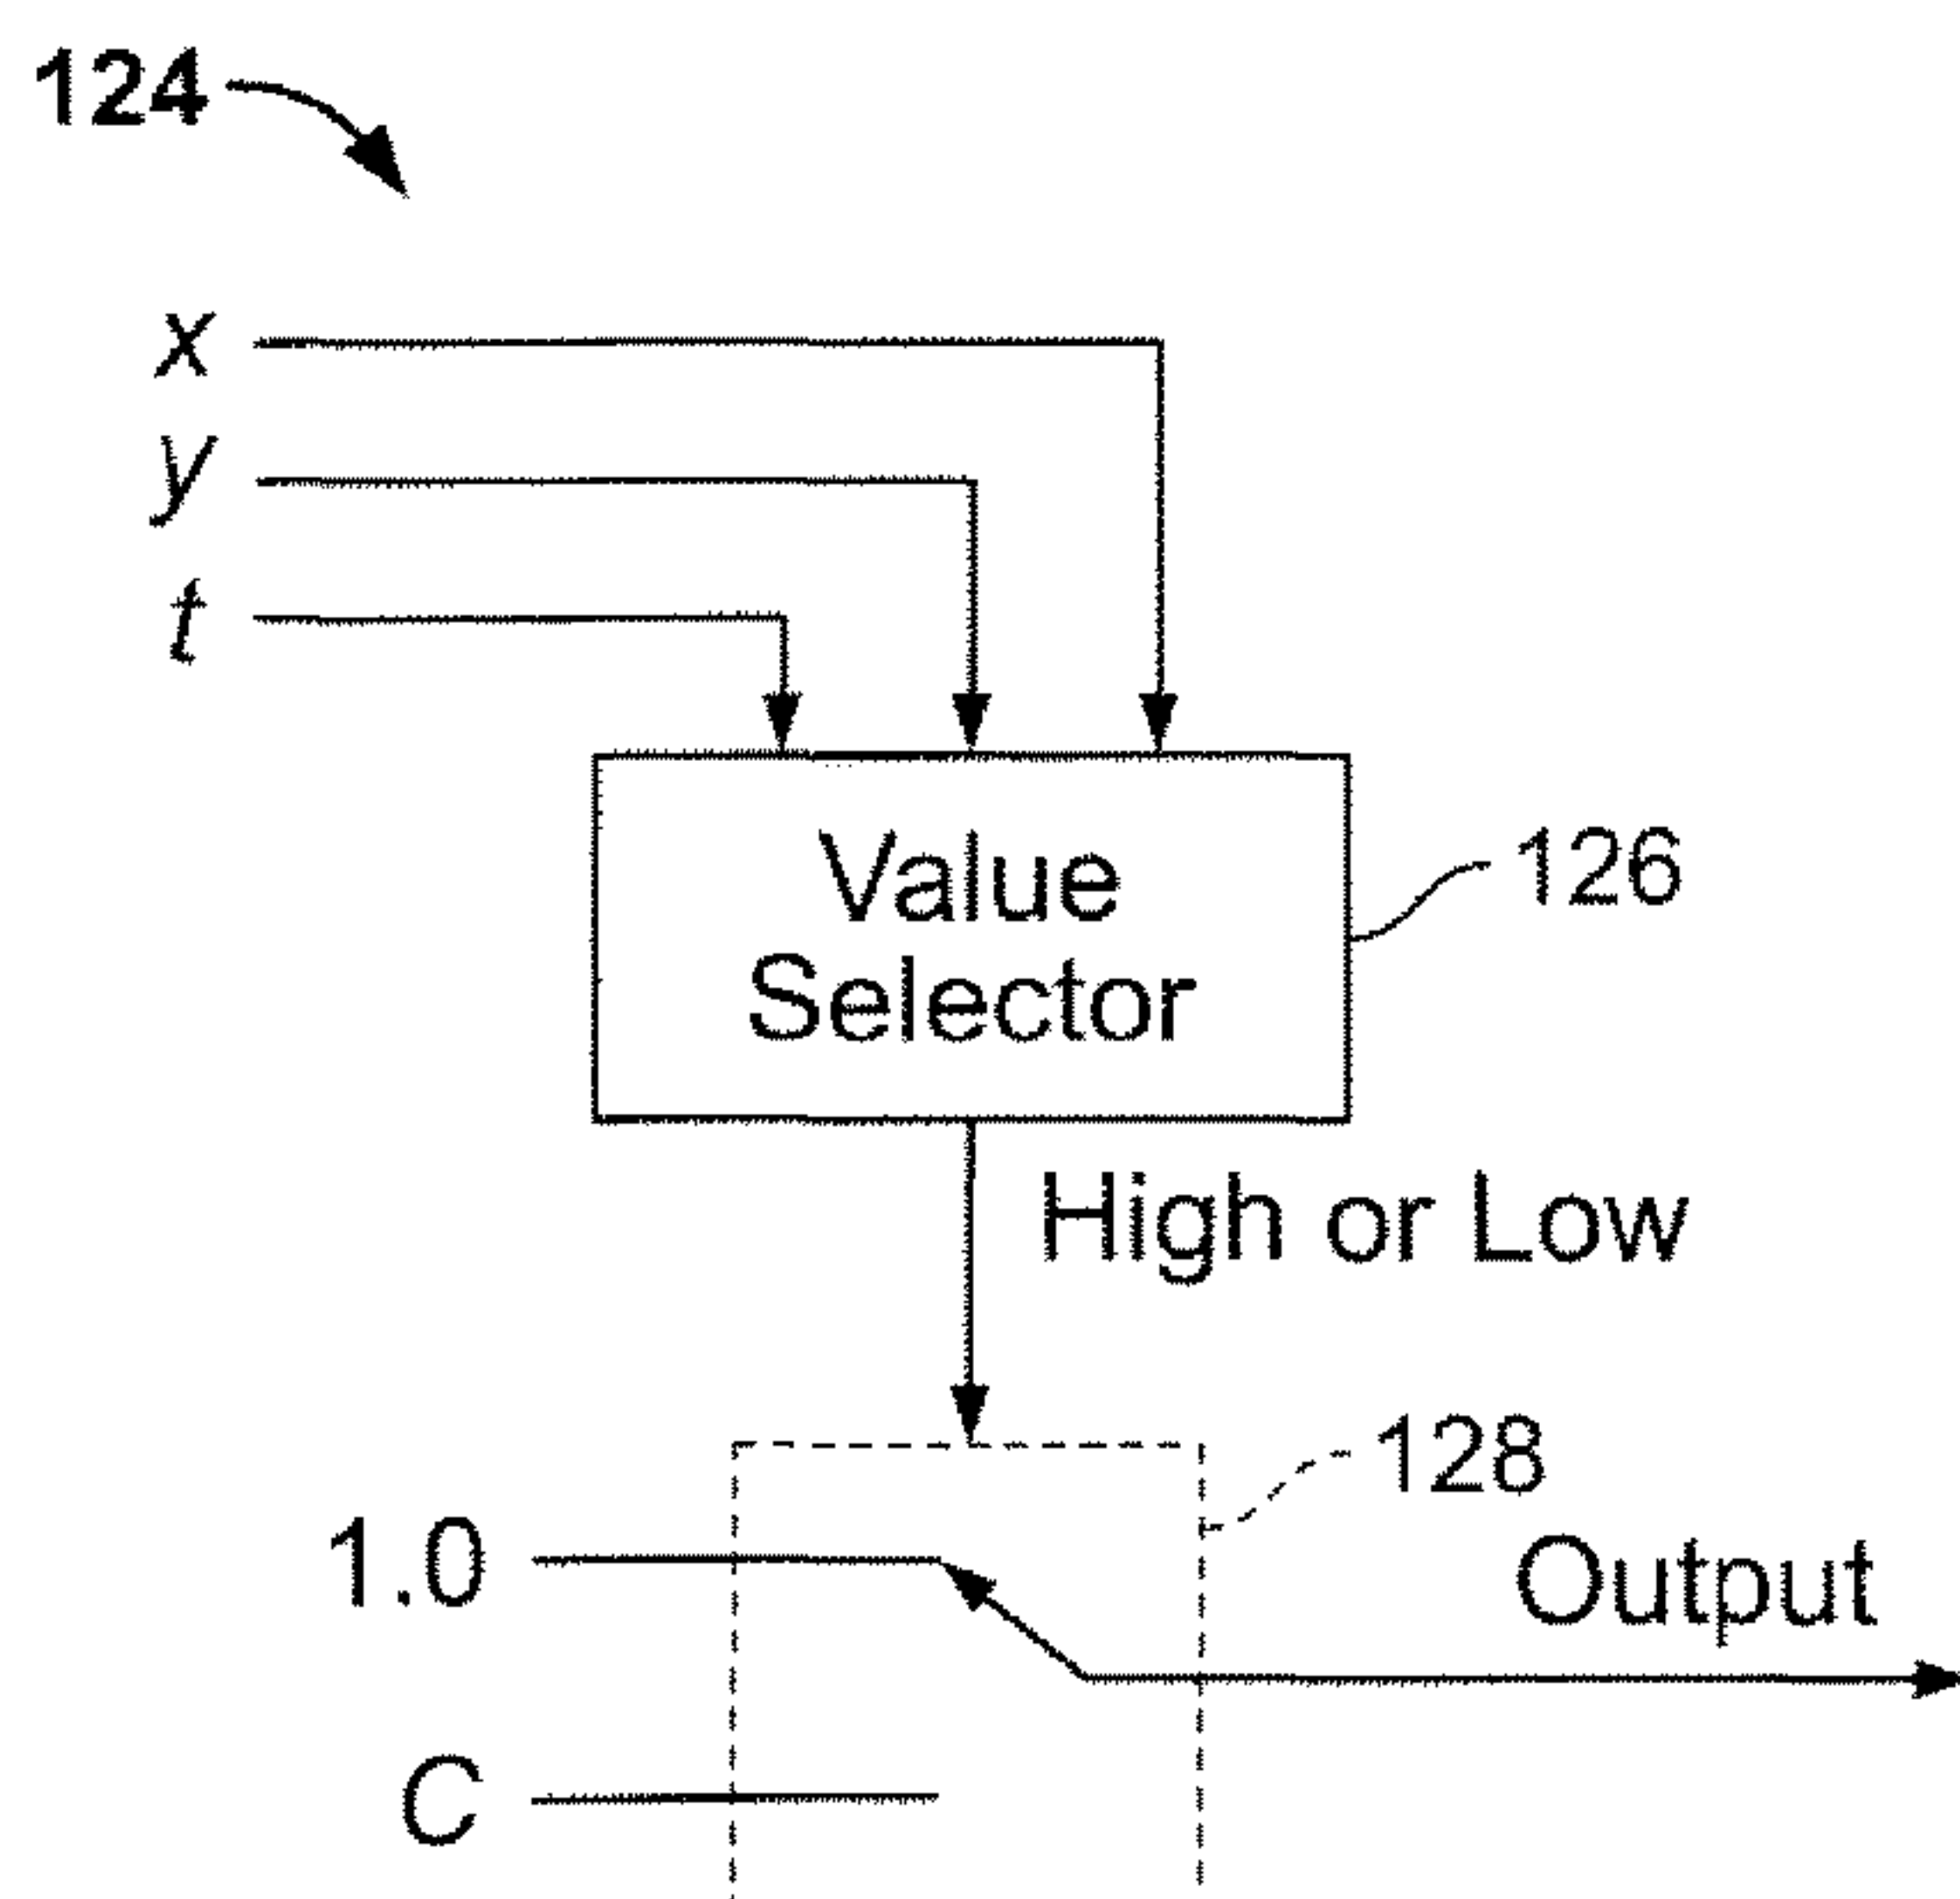 124
x
y
t
Value
Selector
126
High or Low
128
1.0
Output
C